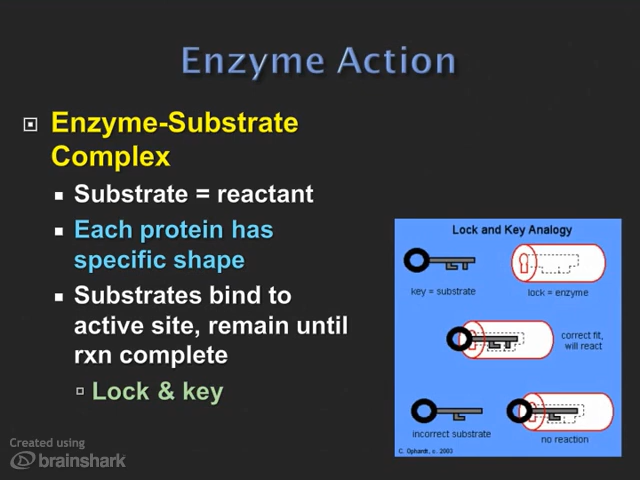 Enzyme Action
Enzyme-Substrate
Complex
Substrate = reactant
Each protein has
specific shape
Substrates bind to
active site, remain until
rxn complete
Lock & key
Lock and Key Analogy
key = substrate
lock = enzyme
correct fit,
will react
incorrect substrate
no reaction
C. Ophardt, c. 2003
Created using
brainshark